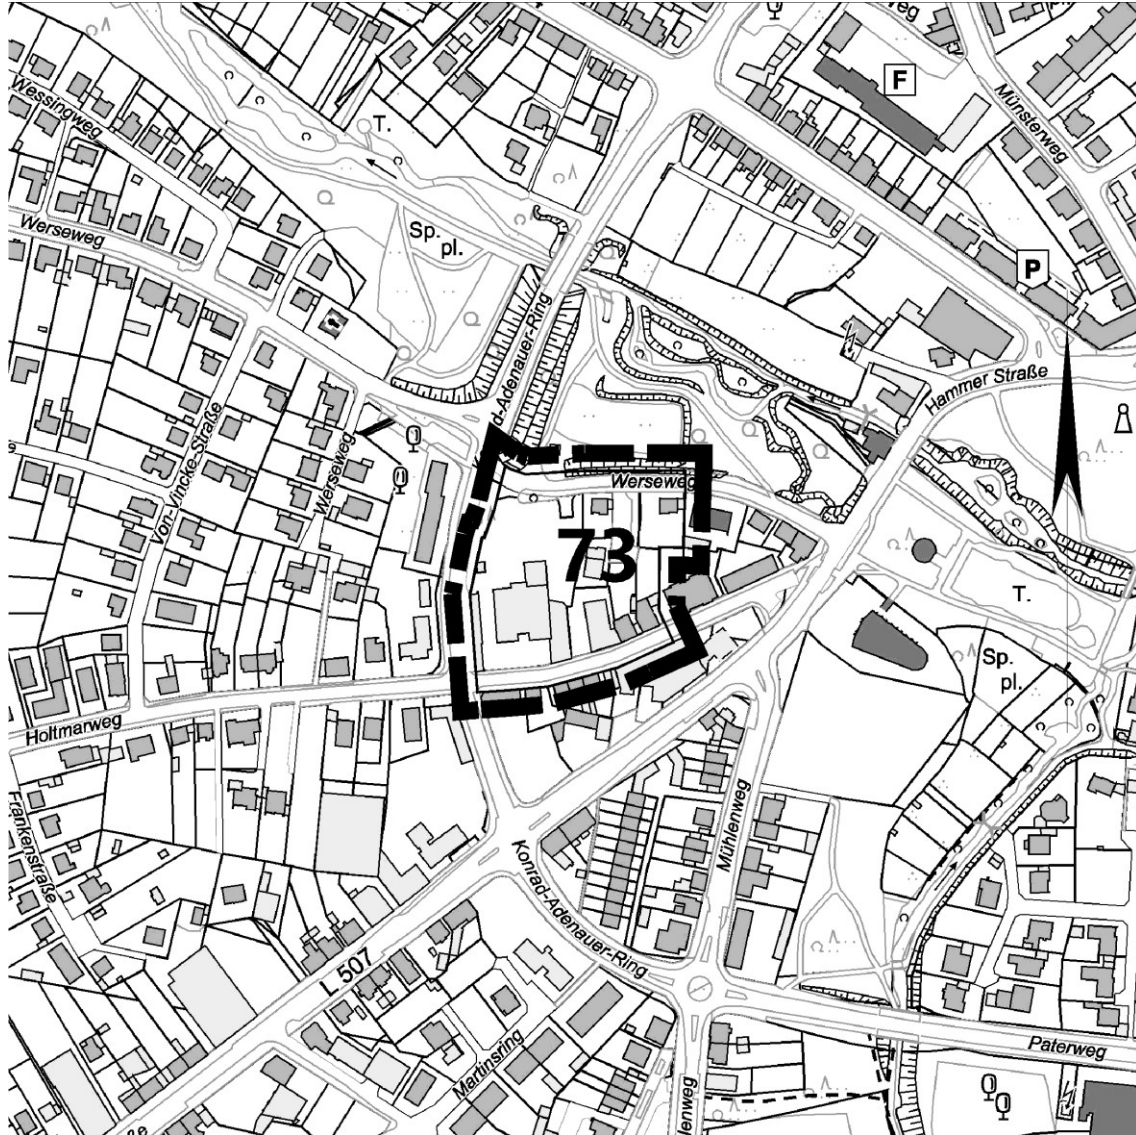 F
Münsterweg
Wessingweg
T.
Werseweg
Sp.
pl.
P
d-Adenauer-Ring
Hammer Straße
Von-Vincke-Straße
Werseweg
Werseweg
73
T.
Sp.
pl.
Holtmarweg
Frankenstraße
Mühlenweg
Konrad-Adenauer-Ring
L 507
Martinsring
Paterweg
lenweg